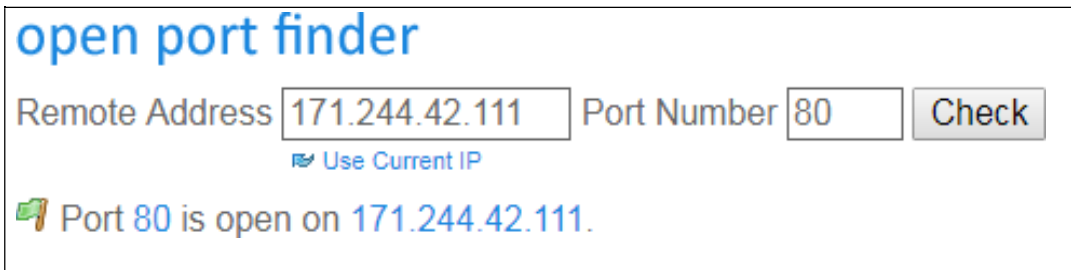 open port finder
Remote Address 171.244.42.111 Port Number 80 Check
Use Current IP
Port 80 is open on 171.244.42.111.